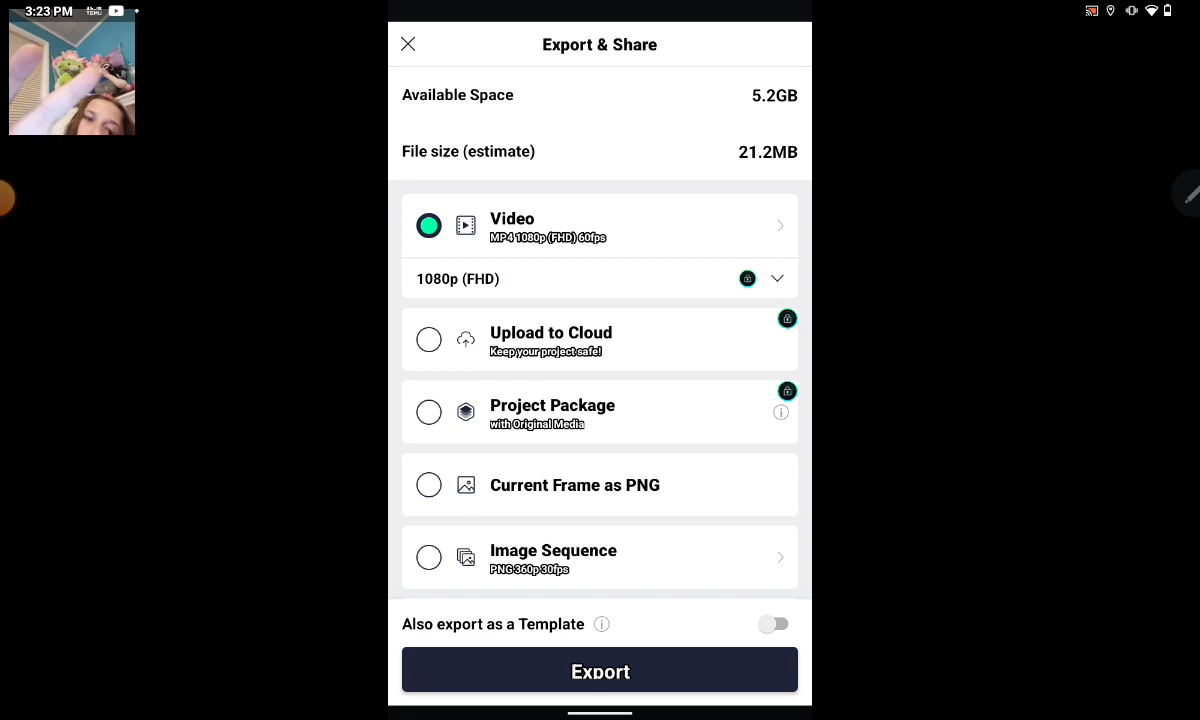 3:23 PM
TEMU
Export & Share
Available Space 5.2GB
File size (estimate) 21.2MB
Video
MP4 1080p (FHD) 60fps
1080p (FHD)
Upload to Cloud
Keep your project safe!
Project Package
with Original Media
Current Frame as PNG
Image Sequence
PNG 360p 30fps
Also export as a Template
Export